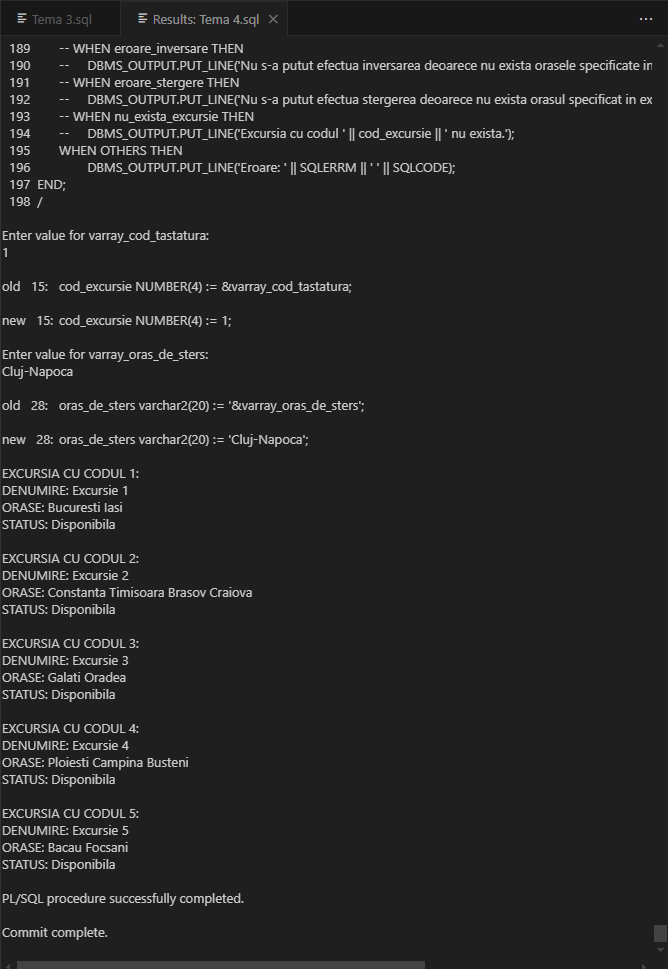 Tema 3.sql
Results: Tema 4.sql
189 -- WHEN eroare_inversare THEN
190 -- DBMS_OUTPUT.PUT_LINE('Nu s-a putut efectua inversarea deoarece nu exista orasele specificate in
191 -- WHEN eroare_stergere THEN
192 -- DBMS_OUTPUT.PUT_LINE('Nu s-a putut efectua stergerea deoarece nu exista orasul specificat in ex
193 -- WHEN nu_exista_excursie THEN
194 -- DBMS_OUTPUT.PUT_LINE('Excursia cu codul ' || cod_excursie || ' nu exista.');
195 WHEN OTHERS THEN
196 DBMS_OUTPUT.PUT_LINE('Eroare: ' || SQLERRM || ' ' || SQLCODE);
197 END;
198 /
Enter value for varray_cod_tastatura:
1
old 15: cod_excursie NUMBER(4) := &varray_cod_tastatura;
new 15: cod_excursie NUMBER(4) := 1;
Enter value for varray_oras_de_sters:
Cluj-Napoca
old 28: oras_de_sters varchar2(20) := '&varray_oras_de_sters';
new 28: oras_de_sters varchar2(20) := 'Cluj-Napoca';
EXCURSIA CU CODUL 1:
DENUMIRE: Excursie 1
ORASE: Bucuresti Iasi
STATUS: Disponibila
EXCURSIA CU CODUL 2:
DENUMIRE: Excursie 2
ORASE: Constanta Timisoara Brasov Craiova
STATUS: Disponibila
EXCURSIA CU CODUL 3:
DENUMIRE: Excursie 3
ORASE: Galati Oradea
STATUS: Disponibila
EXCURSIA CU CODUL 4:
DENUMIRE: Excursie 4
ORASE: Ploiesti Campina Busteni
STATUS: Disponibila
EXCURSIA CU CODUL 5:
DENUMIRE: Excursie 5
ORASE: Bacau Focsani
STATUS: Disponibila
PL/SQL procedure successfully completed.
Commit complete.